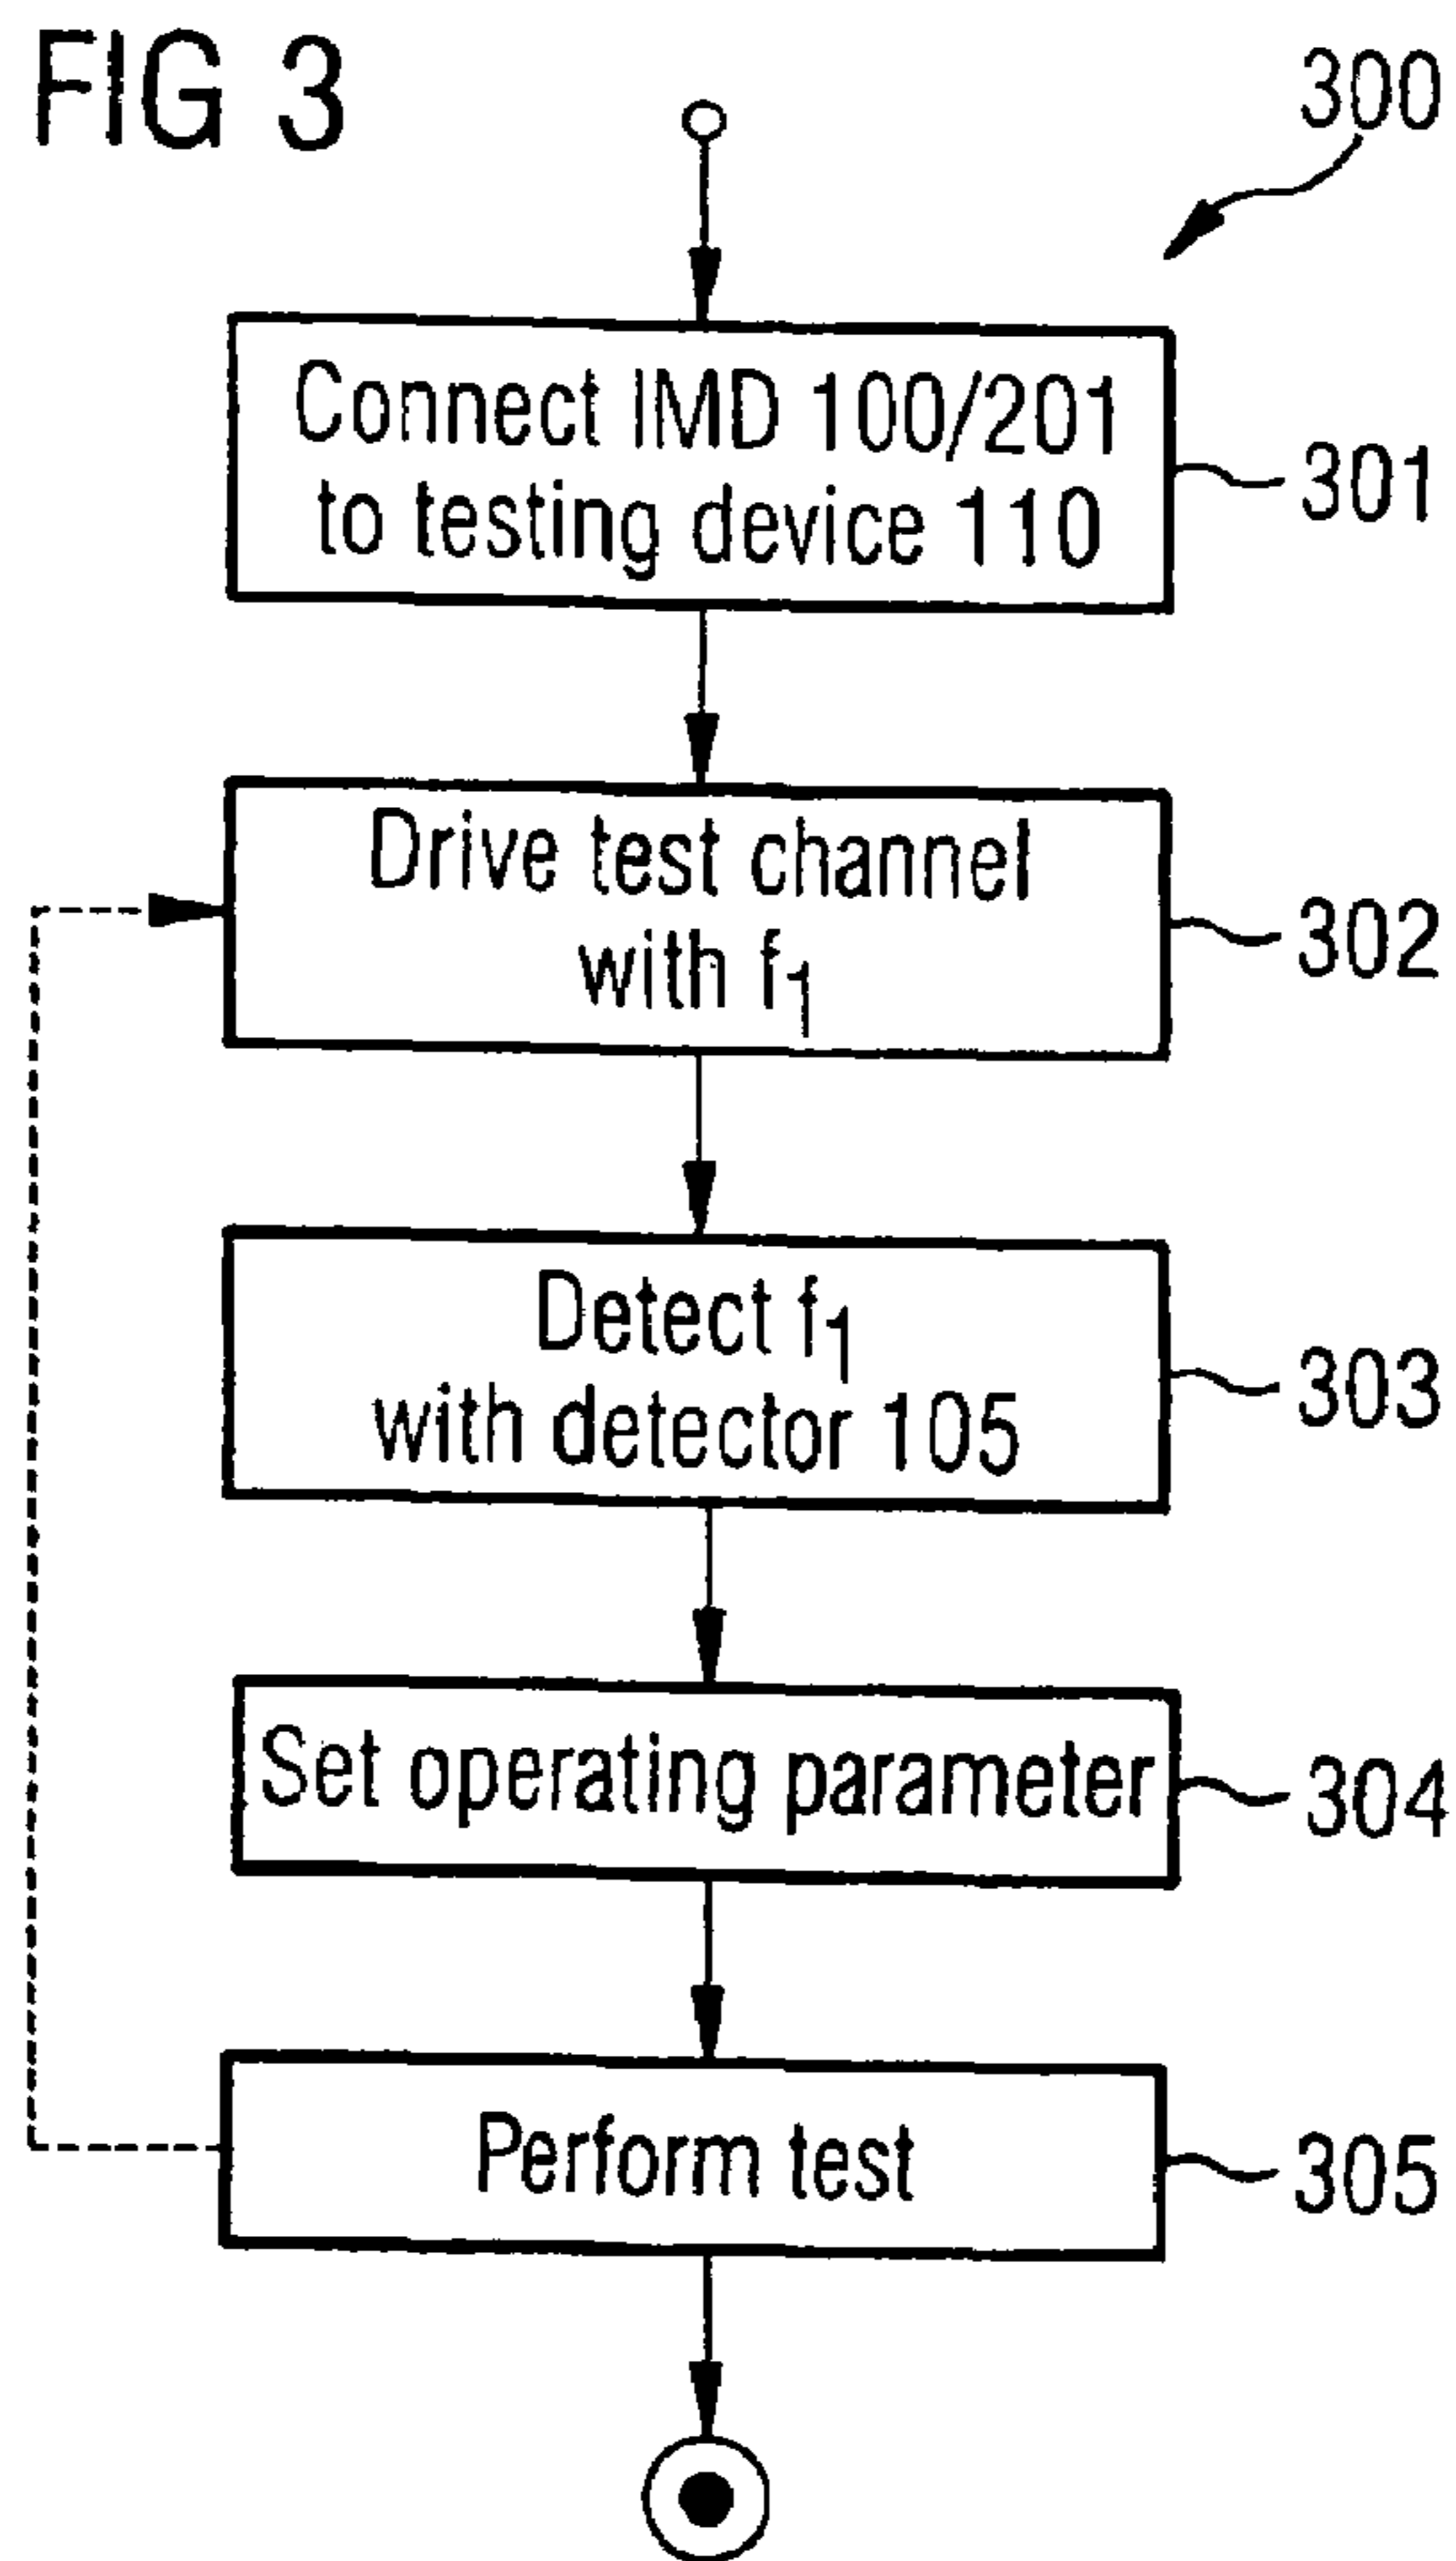 FIG 3
300
Connect IMD 100/201
to testing device 110
301
Drive test channel
with f1
302
Detect f1
with detector 105
303
Set operating parameter
304
Perform test
305